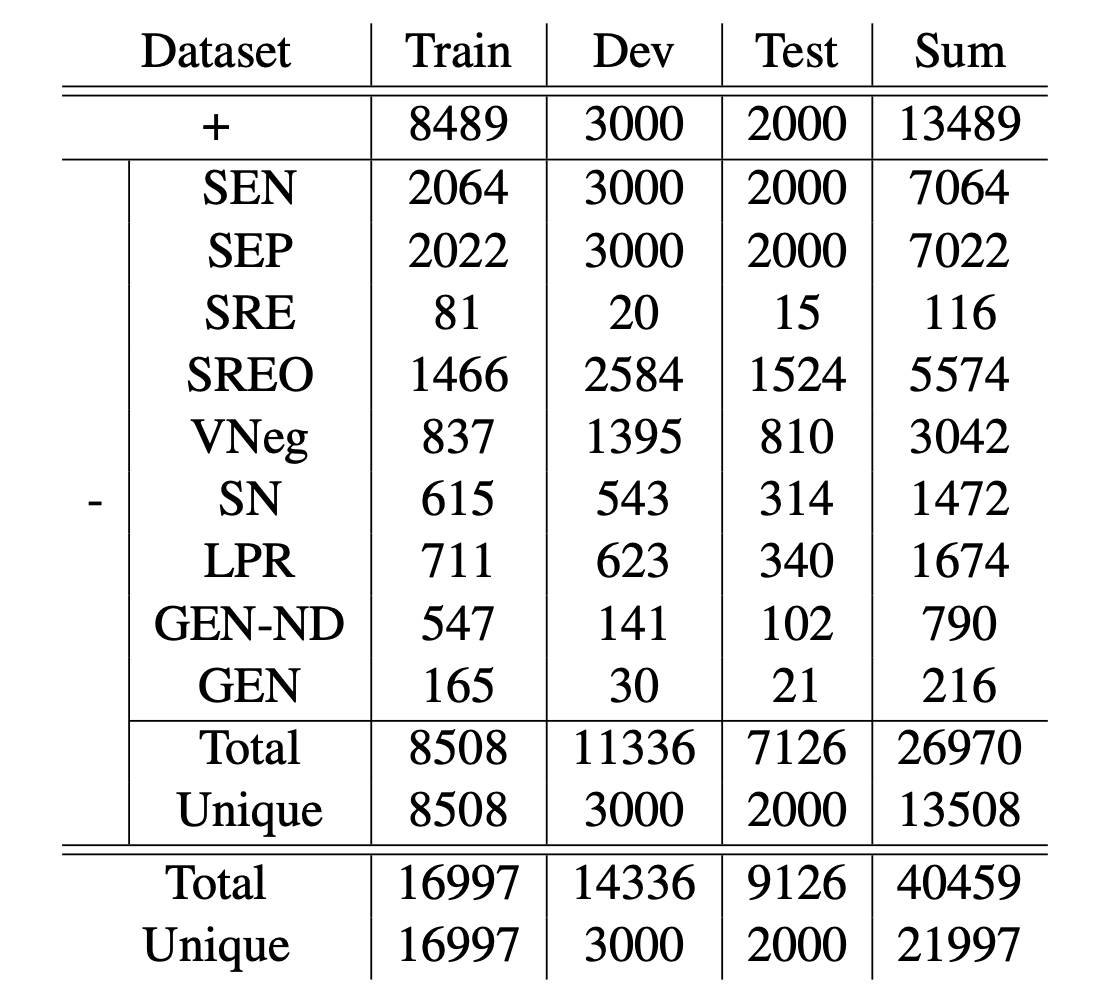 Dataset Train Dev Test Sum
+ 8489 3000 2000 13489
SEN 2064 3000 2000 7064
SEP 2022 3000 2000 7022
SRE 81 20 15 116
SREO 1466 2584 1524 5574
VNeg 837 1395 810 3042
- SN 615 543 314 1472
LPR 711 623 340 1674
GEN-ND 547 141 102 790
GEN 165 30 21 216
Total 8508 11336 7126 26970
Unique 8508 3000 2000 13508
Total 16997 14336 9126 40459
Unique 16997 3000 2000 21997